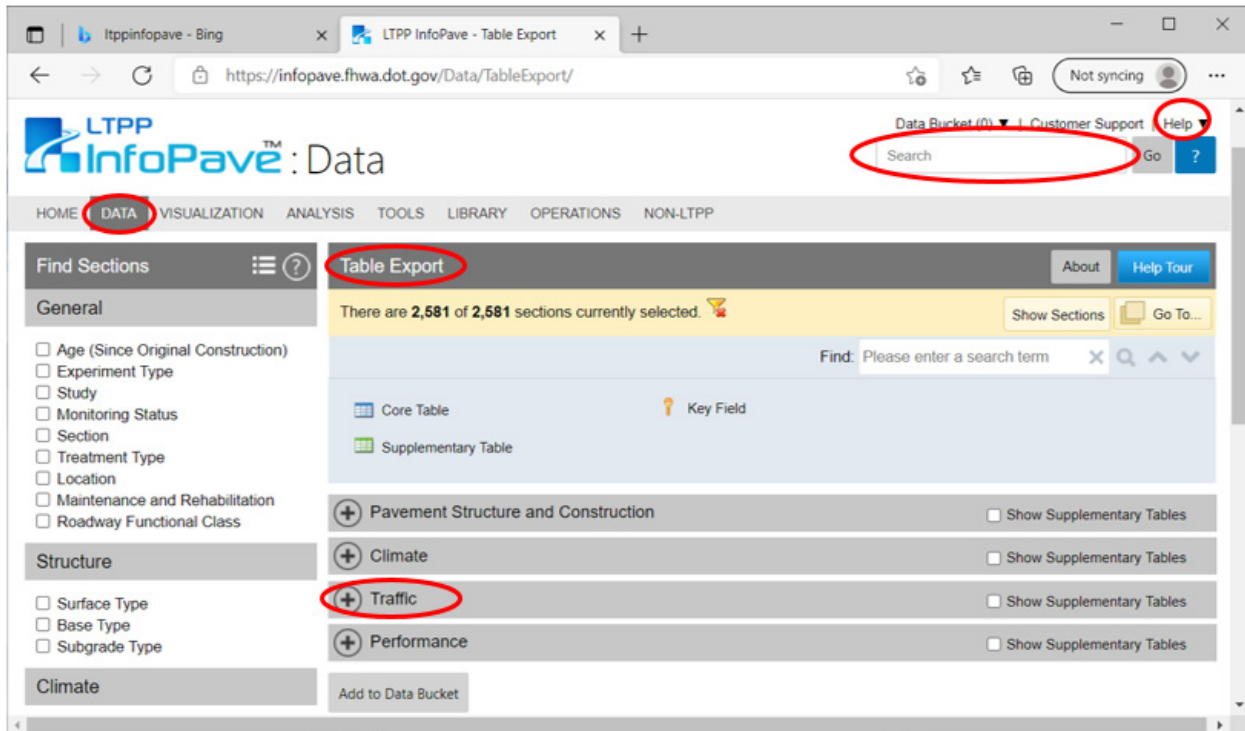 ltppinfopave - Bing
LTPP InfoPave - Table Export
https://infopave.fhwa.dot.gov/Data/TableExport/
Not syncing
Data Bucket (0) ▼ | Customer Support | Help ▼
LTPP
InfoPave™: Data
Search
Go
?
HOME DATA VISUALIZATION ANALYSIS TOOLS LIBRARY OPERATIONS NON-LTPP
Find Sections
?
General
Age (Since Original Construction)
Experiment Type
Study
Monitoring Status
Section
Treatment Type
Location
Maintenance and Rehabilitation
Roadway Functional Class
Structure
Surface Type
Base Type
Subgrade Type
Climate
Table Export
About
Help Tour
There are 2,581 of 2,581 sections currently selected.
Show Sections
Go To...
Find: Please enter a search term
Core Table
Key Field
Supplementary Table
Pavement Structure and Construction
Show Supplementary Tables
Climate
Show Supplementary Tables
Traffic
Show Supplementary Tables
Performance
Show Supplementary Tables
Add to Data Bucket